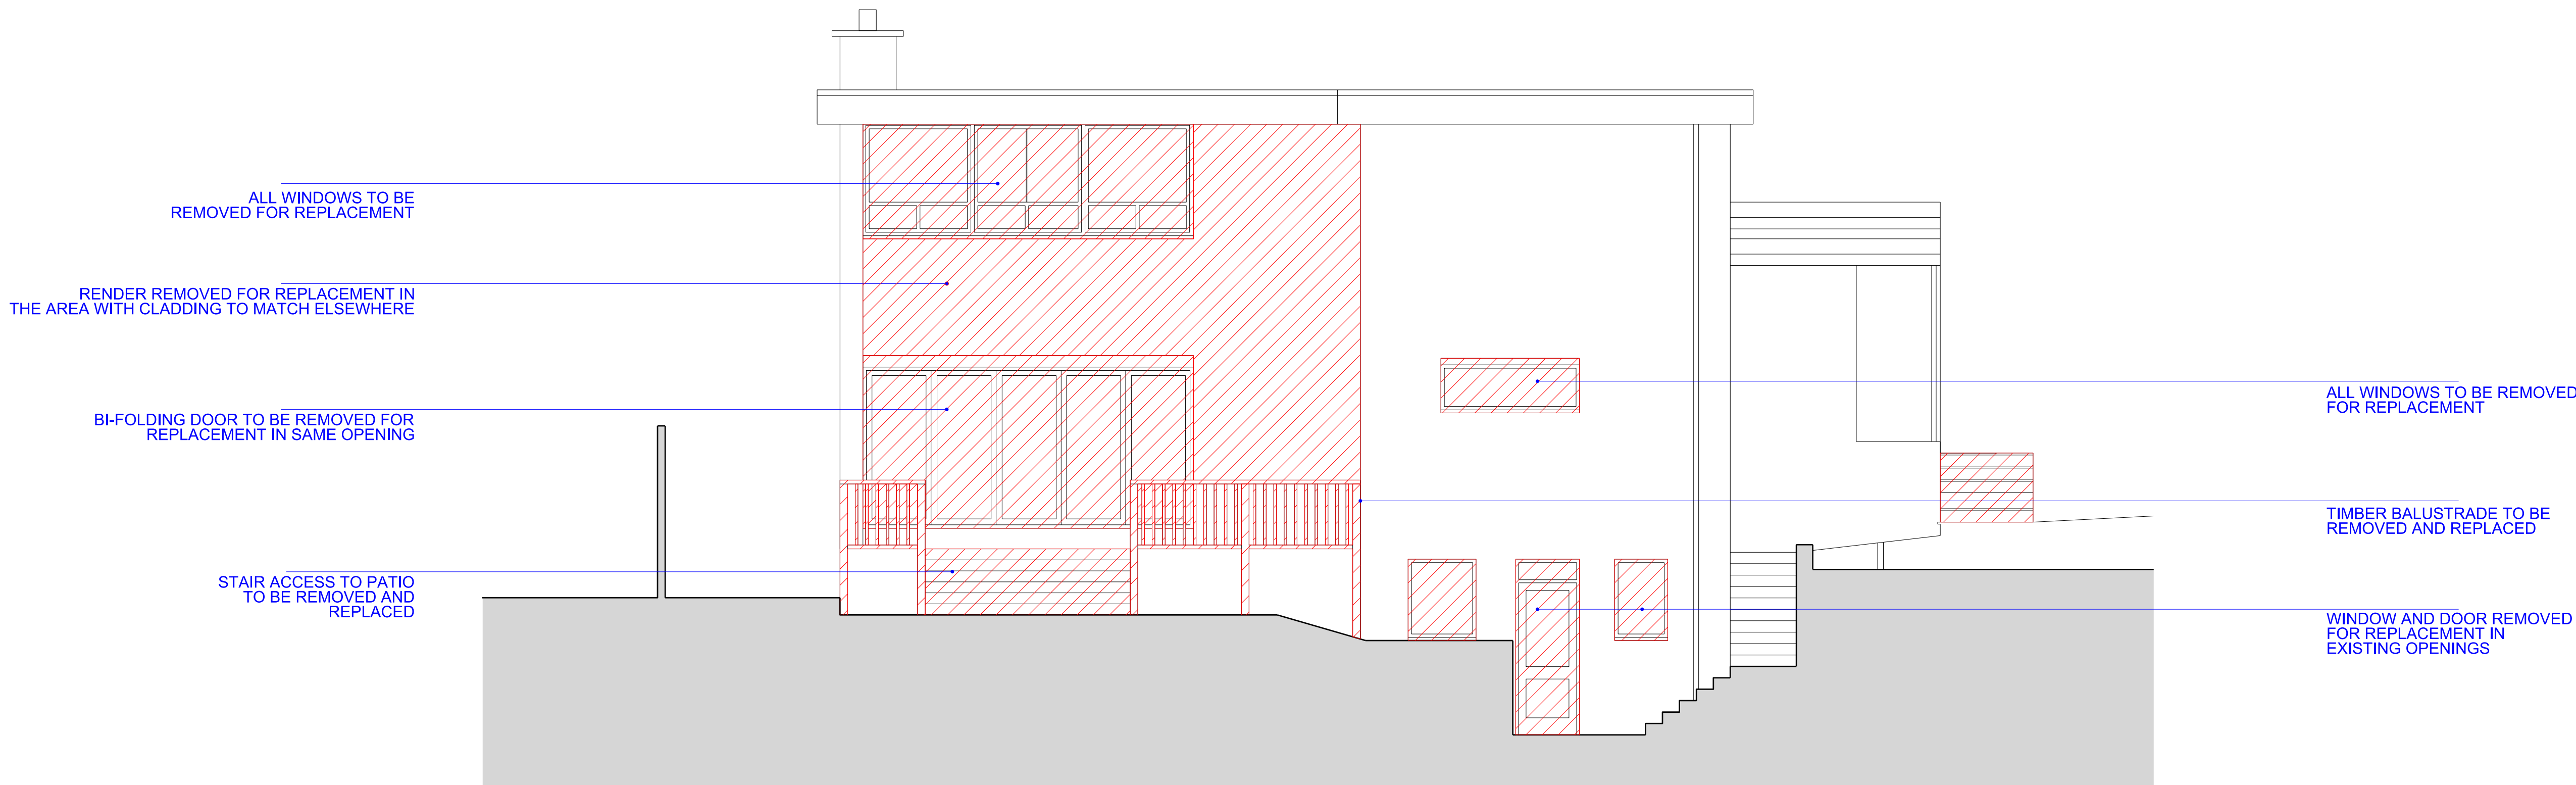 ALL WINDOWS TO BE
REMOVED FOR REPLACEMENT
RENDER REMOVED FOR REPLACEMENT IN
THE AREA WITH CLADDING TO MATCH ELSEWHERE
BI-FOLDING DOOR TO BE REMOVED FOR
REPLACEMENT IN SAME OPENING
STAIR ACCESS TO PATIO
TO BE REMOVED AND
REPLACED
ALL WINDOWS TO BE REMOVED
FOR REPLACEMENT
TIMBER BALUSTRADE TO BE
REMOVED AND REPLACED
WINDOW AND DOOR REMOVED
FOR REPLACEMENT IN
EXISTING OPENINGS